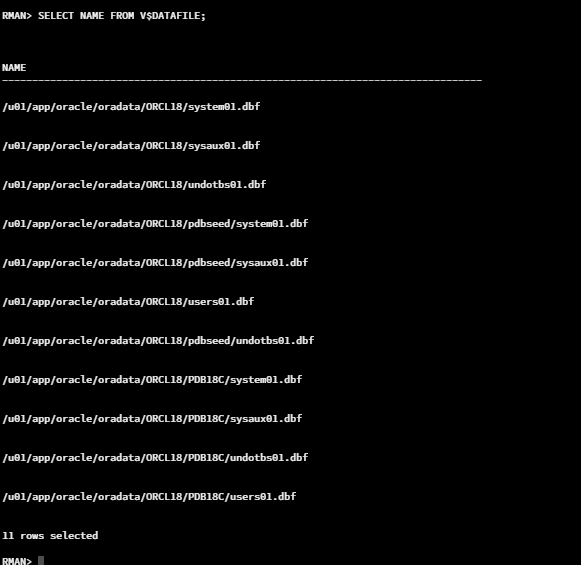 RMAN> SELECT NAME FROM V$DATAFILE;
NAME
--------------------------------------------------------------------------------
/u01/app/oracle/oradata/ORCL18/system01.dbf
/u01/app/oracle/oradata/ORCL18/sysaux01.dbf
/u01/app/oracle/oradata/ORCL18/undotbs01.dbf
/u01/app/oracle/oradata/ORCL18/pdbseed/system01.dbf
/u01/app/oracle/oradata/ORCL18/pdbseed/sysaux01.dbf
/u01/app/oracle/oradata/ORCL18/users01.dbf
/u01/app/oracle/oradata/ORCL18/pdbseed/undotbs01.dbf
/u01/app/oracle/oradata/ORCL18/PDB18C/system01.dbf
/u01/app/oracle/oradata/ORCL18/PDB18C/sysaux01.dbf
/u01/app/oracle/oradata/ORCL18/PDB18C/undotbs01.dbf
/u01/app/oracle/oradata/ORCL18/PDB18C/users01.dbf
11 rows selected
RMAN>